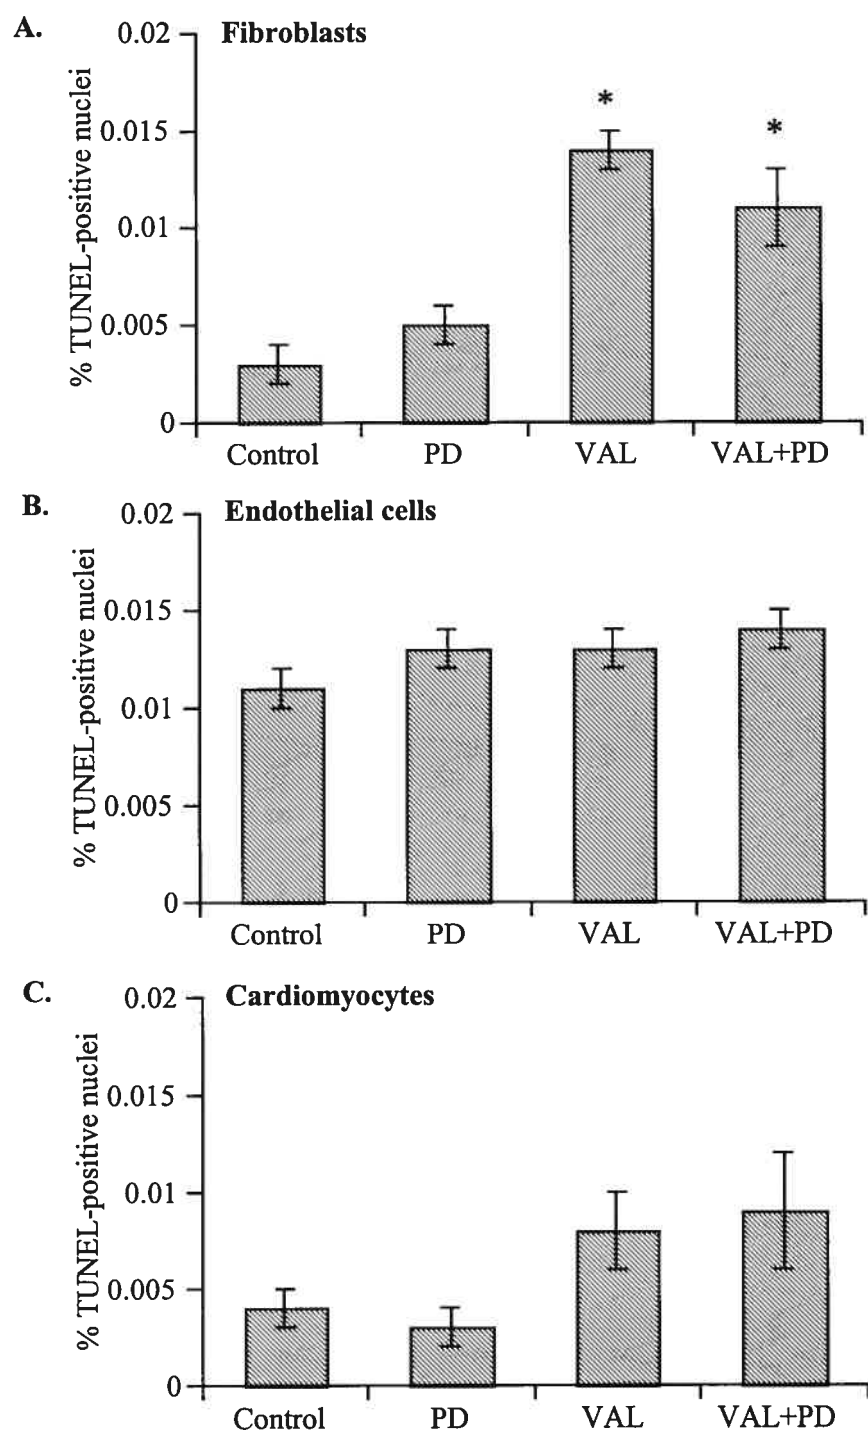 A.
Fibroblasts
% TUNEL-positive nuclei
0.02
0.015
0.01
0.005
0
*
*
Control PD VAL VAL+PD
B.
Endothelial cells
% TUNEL-positive nuclei
0.02
0.015
0.01
0.005
0
Control PD VAL VAL+PD
C.
Cardiomyocytes
% TUNEL-positive nuclei
0.02
0.015
0.01
0.005
0
Control PD VAL VAL+PD